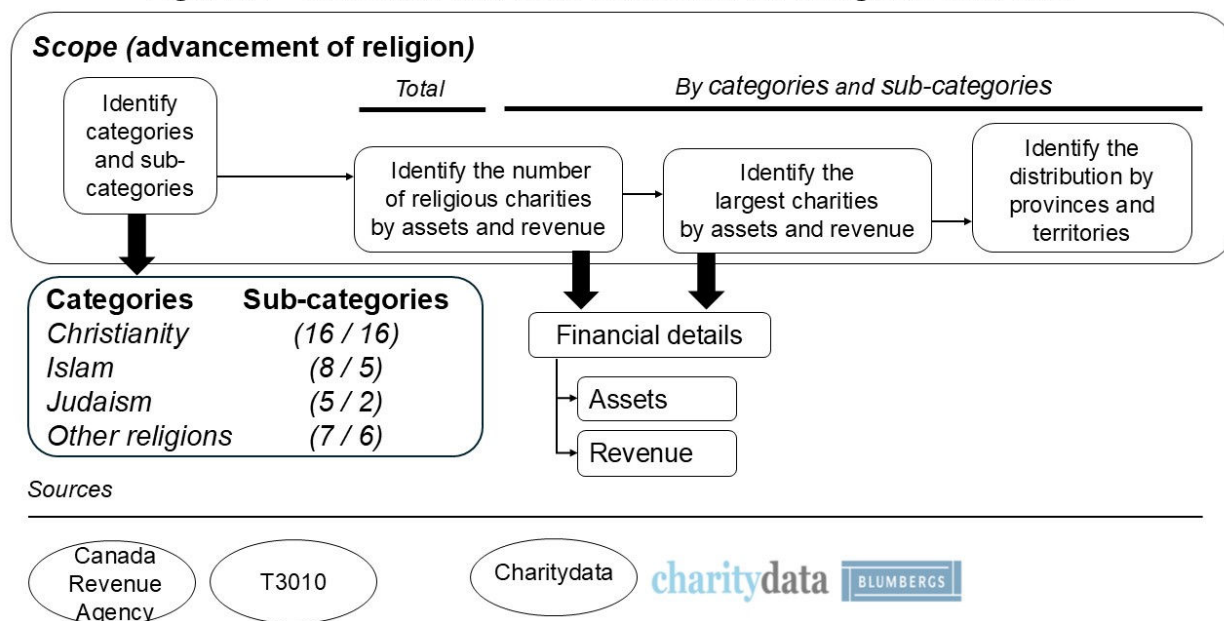 Scope (advancement of religion)
Identify
categories
and sub-
categories
Total
By categories and sub-categories
Identify the number
of religious charities
by assets and revenue
Identify the
largest charities
by assets and revenue
Identify the
distribution by
provinces and
territories
Categories Sub-categories
Christianity (16 / 16)
Islam (8 / 5)
Judaism (5 / 2)
Other religions (7 / 6)
Financial details
Assets
Revenue
Sources
Canada
Revenue
Agency
T3010
Charitydata
charitydata
BLUMBERGS